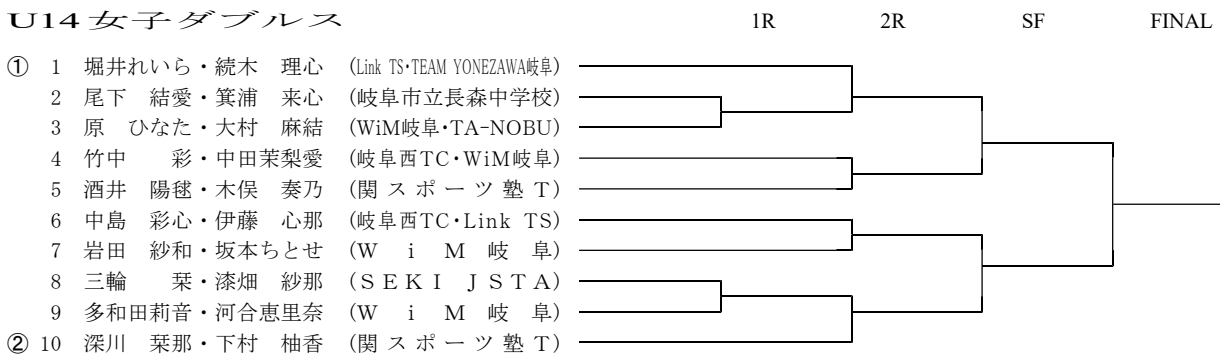 U14女子ダブルス 1R 2R SF FINAL
① 1 堀井れいら・続木 理心 (Link TS・TEAM YONEZAWA岐阜)
2 尾下 結愛・箕浦 来心 (岐阜市立長森中学校)
3 原 ひなた・大村 麻結 (WiM岐阜・TA-NOBU)
4 竹中 彩・中田茉梨愛 (岐阜西TC・WiM岐阜)
5 酒井 陽毬・木俣 奏乃 (関スポーツ塾T)
6 中島 彩心・伊藤 心那 (岐阜西TC・Link TS)
7 岩田 紗和・坂本ちとせ (WiM岐阜)
8 三輪 栞・漆畑 紗那 (SEKI JSTA)
9 多和田莉音・河合恵里奈 (WiM岐阜)
② 10 深川 栞那・下村 柚香 (関スポーツ塾T)